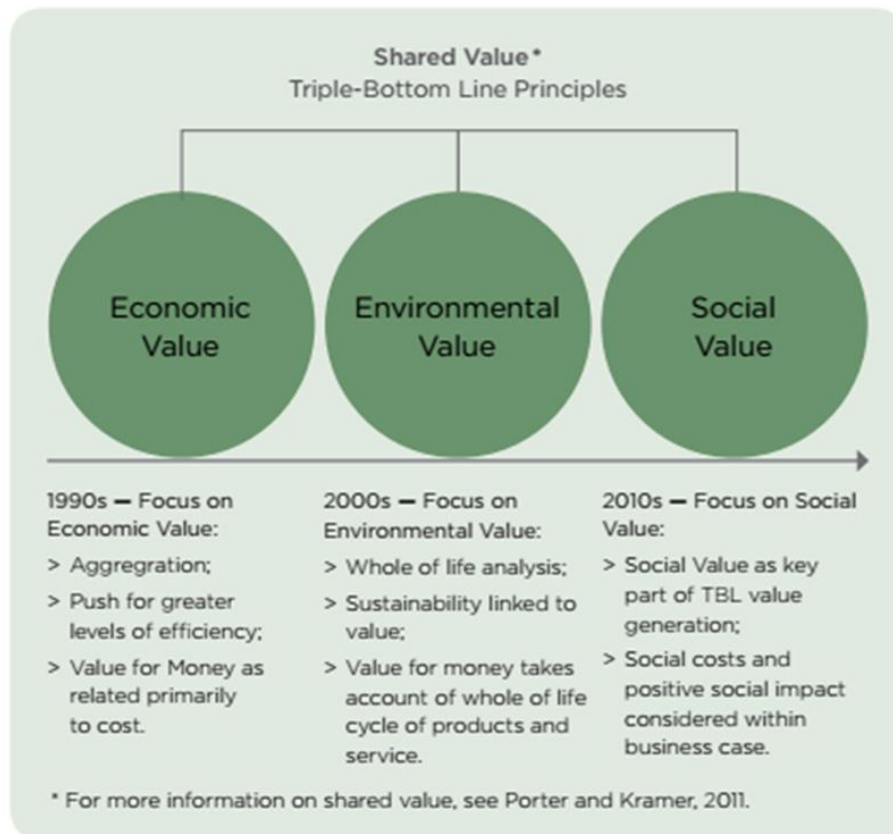 Shared Value*
Triple-Bottom Line Principles
Economic
Value
Environmental
Value
Social
Value
1990s — Focus on
Economic Value:
> Aggregration;
> Push for greater
levels of efficiency;
> Value for Money as
related primarily
to cost.
2000s — Focus on
Environmental Value:
> Whole of life analysis;
> Sustainability linked to
value;
> Value for money takes
account of whole of life
cycle of products and
service.
2010s — Focus on Social
Value:
> Social Value as key
part of TBL value
generation;
> Social costs and
positive social impact
considered within
business case.
* For more information on shared value, see Porter and Kramer, 2011.